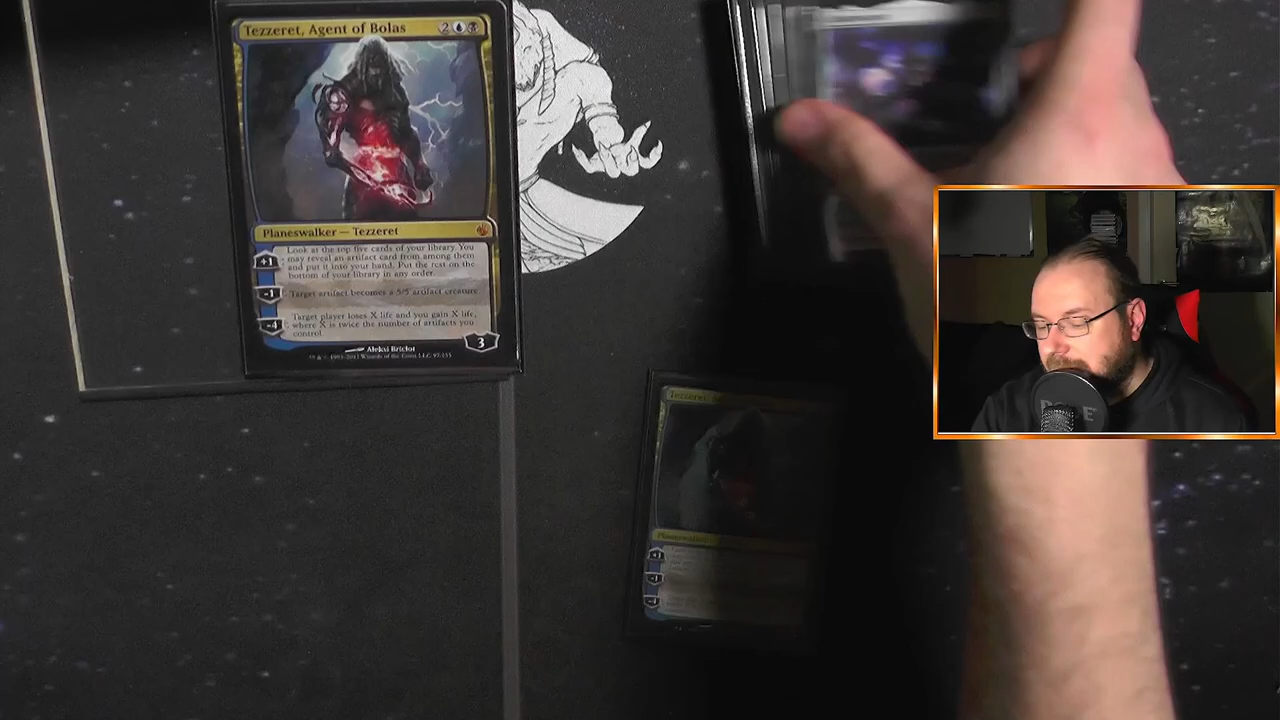 Tezzeret, Agent of Bolas 2
Planeswalker — Tezzeret
+1
Look at the top five cards of your library. You
may reveal an artifact card from among them
and put it into your hand. Put the rest on the
bottom of your library in any order.
-1
Target artifact becomes a 5/5 artifact creature
-4
Target player loses X life and you gain X life,
where X is twice the number of artifacts you
control.
3
Aleksi Briclot
Tezzeret,
Planeswalker